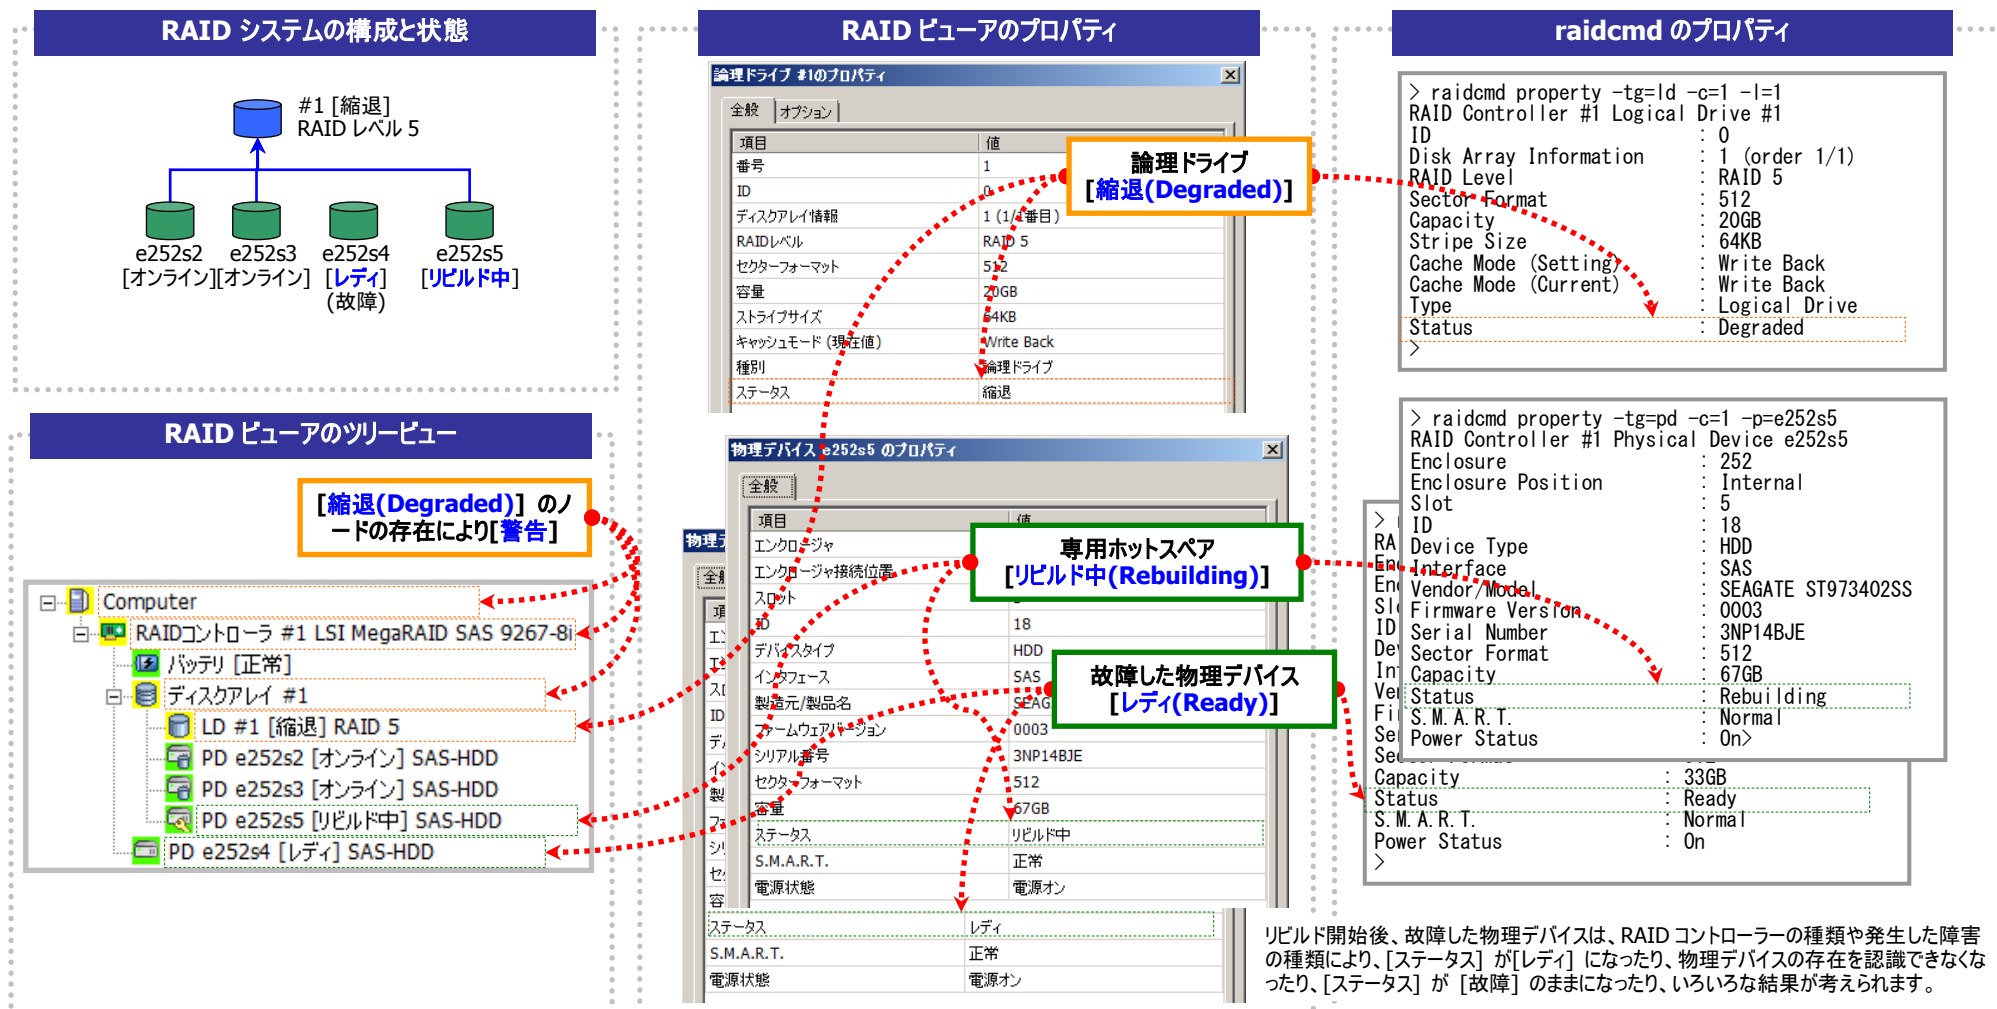 RAID システムの構成と状態
#1 [縮退]
RAID レベル 5
e252s2 e252s3 e252s4 e252s5
[オンライン][オンライン] [レディ] [リビルド中]
(故障)
RAID ビューアのツリービュー
[縮退(Degraded)] のノ
ードの存在により[警告]
Computer
RAIDコントローラ #1 LSI MegaRAID SAS 9267-8i
バッテリ [正常]
ディスクアレイ #1
LD #1 [縮退] RAID 5
PD e252s2 [オンライン] SAS-HDD
PD e252s3 [オンライン] SAS-HDD
PD e252s5 [リビルド中] SAS-HDD
PD e252s4 [レディ] SAS-HDD
RAID ビューアのプロパティ
論理ドライブ #1のプロパティ
全般 オプション
項目 値
番号 1
ID 0
ディスクアレイ情報 1 (1/1番目)
RAIDレベル RAID 5
セクターフォーマット 512
容量 20GB
ストライプサイズ 64KB
キャッシュモード (現在値) Write Back
種別 論理ドライブ
ステータス 縮退
論理ドライブ
[縮退(Degraded)]
物理デバイス e252s5 のプロパティ
全般
項目 値
エンクロージャ
エンクロージャ接続位置
スロット
ID 18
デバイスタイプ HDD
インタフェース SAS
製造元/製品名 SEAG
ファームウェアバージョン 0003
シリアル番号 3NP14BJE
セクターフォーマット 512
容量 67GB
ステータス リビルド中
S.M.A.R.T. 正常
電源状態 電源オン
専用ホットスペア
[リビルド中(Rebuilding)]
故障した物理デバイス
[レディ(Ready)]
ステータス レディ
S.M.A.R.T. 正常
電源状態 電源オン
raidcmd のプロパティ
> raidcmd property -tg=ld -c=1 -l=1
RAID Controller #1 Logical Drive #1
ID : 0
Disk Array Information : 1 (order 1/1)
RAID Level : RAID 5
Sector Format : 512
Capacity : 20GB
Stripe Size : 64KB
Cache Mode (Setting) : Write Back
Cache Mode (Current) : Write Back
Type : Logical Drive
Status : Degraded
>
> raidcmd property -tg=pd -c=1 -p=e252s5
RAID Controller #1 Physical Device e252s5
Enclosure : 252
Enclosure Position : Internal
Slot : 5
ID : 18
Device Type : HDD
Interface : SAS
Vendor/Model : SEAGATE ST973402SS
Firmware Version : 0003
Serial Number : 3NP14BJE
Sector Format : 512
Capacity : 67GB
Status : Rebuilding
S.M.A.R.T. : Normal
Power Status : On>
Capacity : 33GB
Status : Ready
S.M.A.R.T. : Normal
Power Status : On
>
リビルド開始後、故障した物理デバイスは、RAID コントローラーの種類や発生した障害
の種類により、[ステータス] が[レディ] になったり、物理デバイスの存在を認識できなくな
ったり、[ステータス] が [故障] のままになったり、いろいろな結果が考えられます。